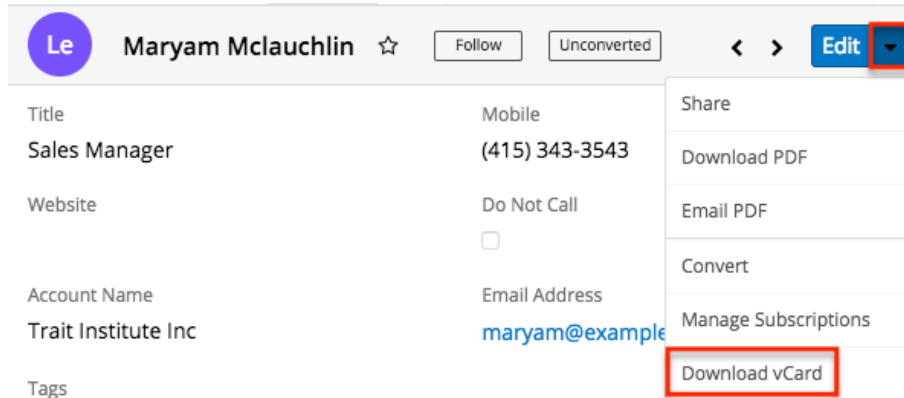 Le Maryam Mclauchlin Follow Unconverted Edit
Title Mobile
Sales Manager (415) 343-3543
Website Do Not Call
Account Name Email Address
Trait Institute Inc maryam@example
Tags
Share
Download PDF
Email PDF
Convert
Manage Subscriptions
Download vCard